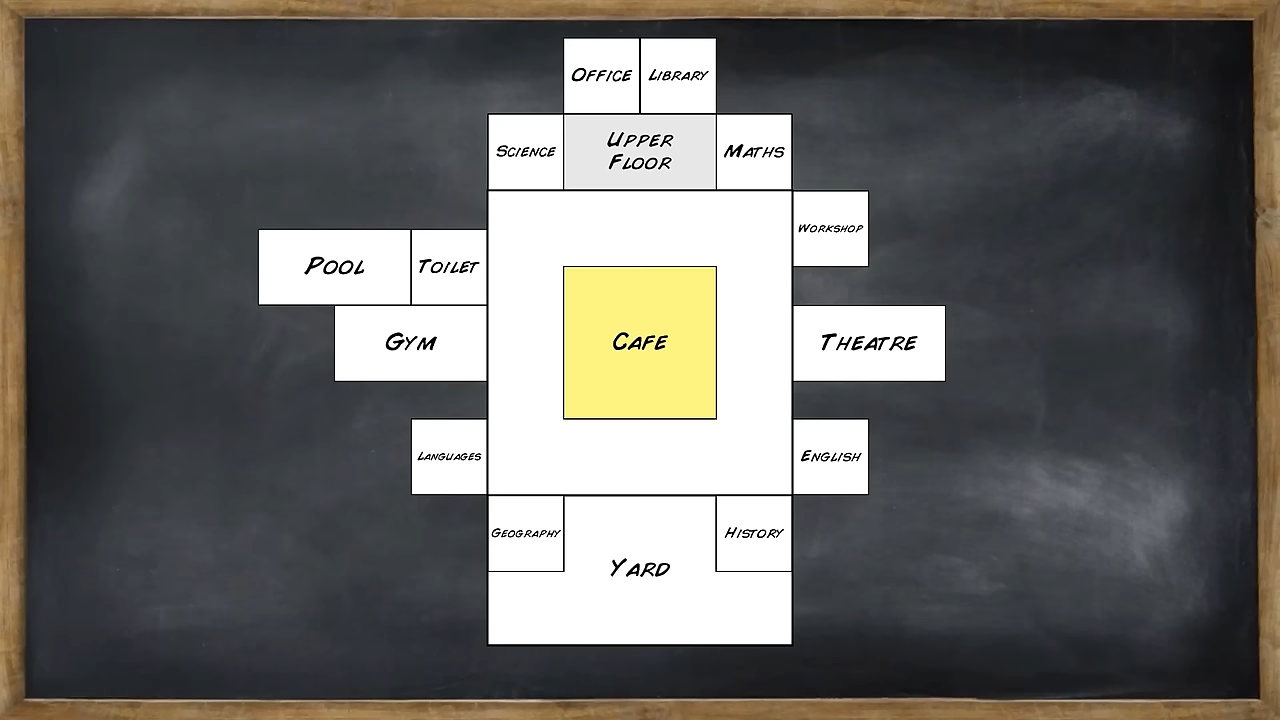 Office Library
Science Upper Floor Maths
Workshop
Pool Toilet
Gym Cafe Theatre
Languages English
Geography History
Yard